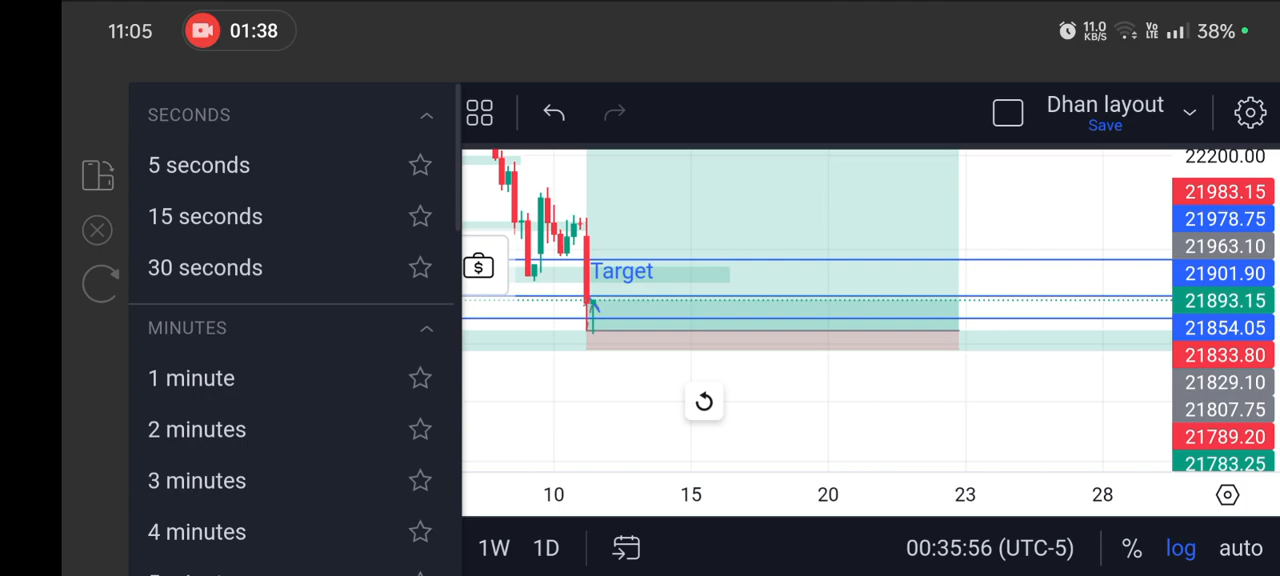 11:05
01:38
11.0
KB/S
Vo
LTE
38%
SECONDS
5 seconds
15 seconds
30 seconds
MINUTES
1 minute
2 minutes
3 minutes
4 minutes
Dhan layout
Save
$
Target
22200.00
21983.15
21978.75
21963.10
21901.90
21893.15
21854.05
21833.80
21829.10
21807.75
21789.20
21783.25
10
15
20
23
28
1W
1D
00:35:56 (UTC-5)
%
log
auto